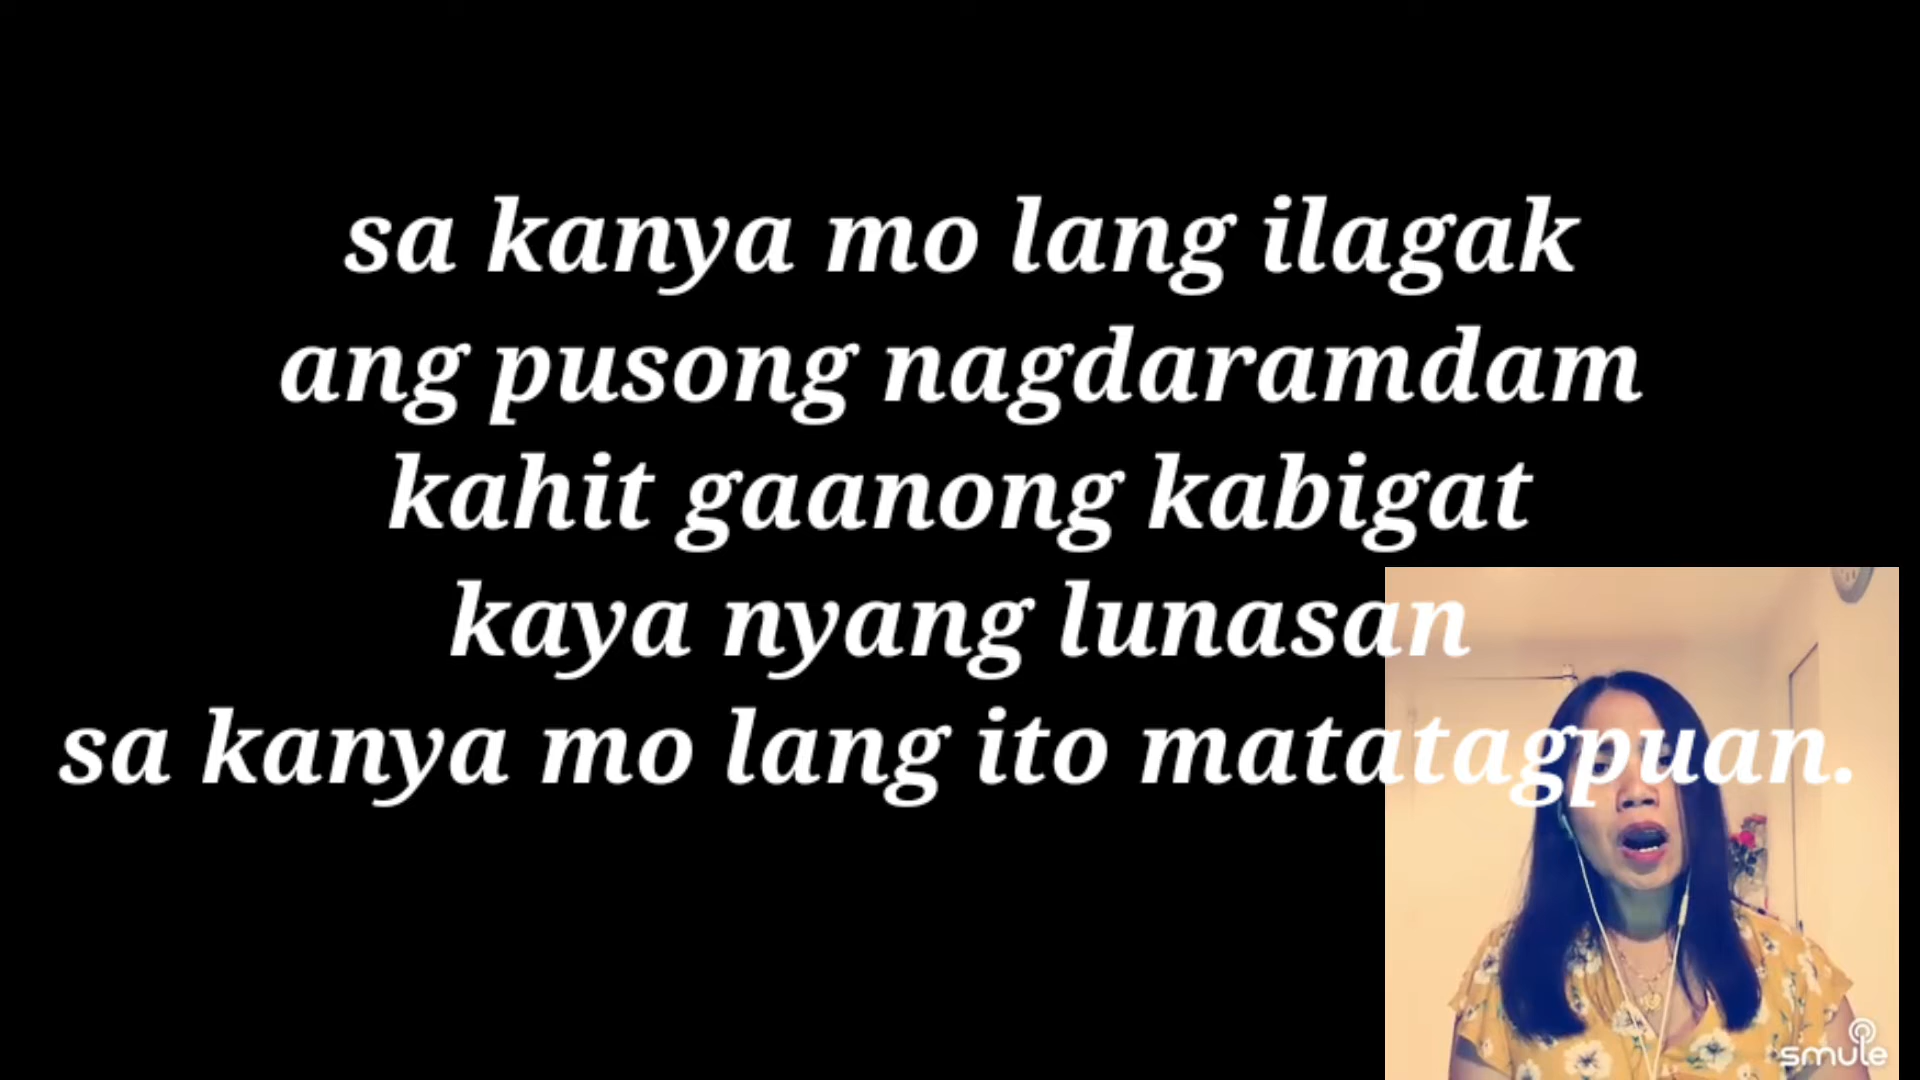 sa kanya mo lang ilagak
ang pusong nagdaramdam
kahit gaanong kabigat
kaya nyang lunasan
sa kanya mo lang ito matatagpuan.
smule